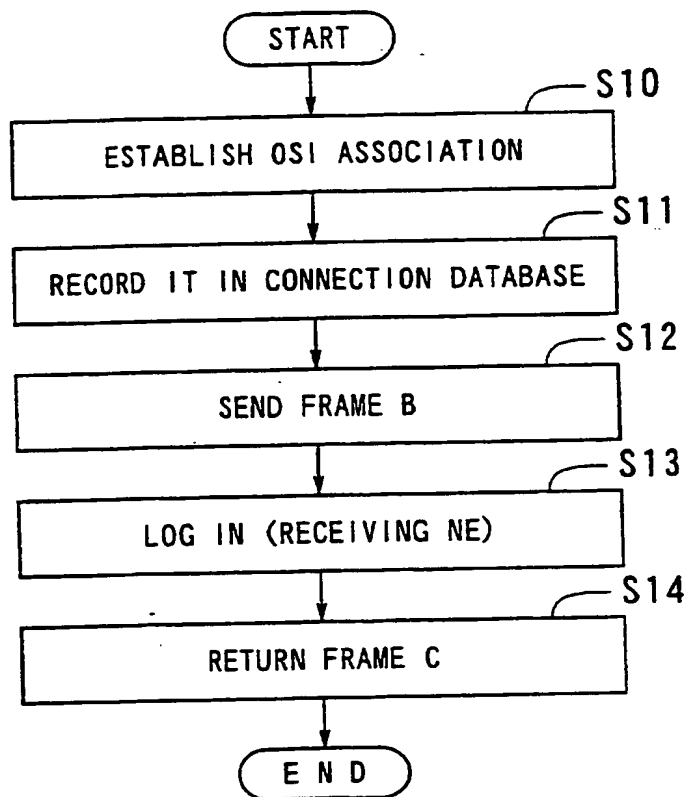 START
S10
ESTABLISH OSI ASSOCIATION
S11
RECORD IT IN CONNECTION DATABASE
S12
SEND FRAME B
S13
LOG IN (RECEIVING NE)
S14
RETURN FRAME C
END